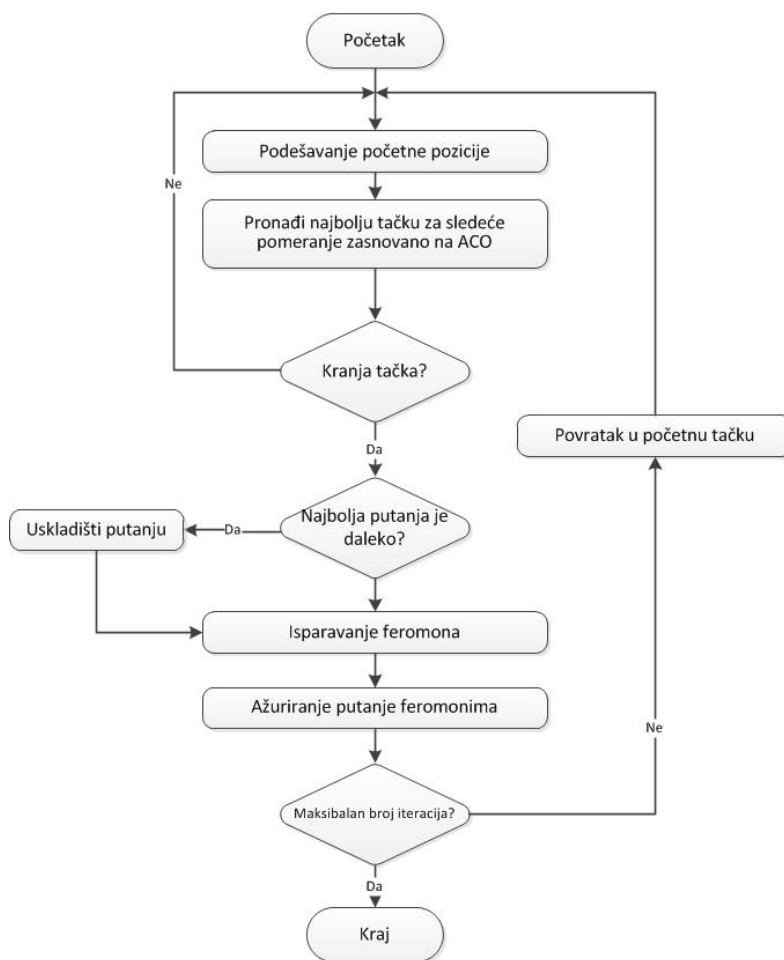 Početak
Podešavanje početne pozicije
Ne
Pronađi najbolju tačku za sledeće
pomeranje zasnovano na ACO
Kranja tačka?
Povratak u početnu tačku
Da
Najbolja putanja je
daleko?
Da
Uskladišti putanju
Isparavanje feromona
Ažuriranje putanje feromonima
Ne
Maksibalan broj iteracija?
Da
Kraj